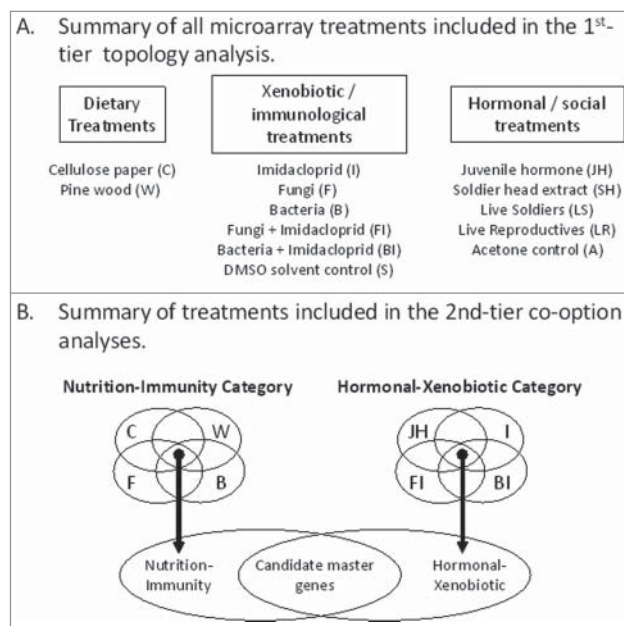 A. Summary of all microarray treatments included in the 1st-
tier topology analysis.
Dietary
Treatments
Cellulose paper (C)
Pine wood (W)
Xenobiotic /
immunological
treatments
Imidacloprid (I)
Fungi (F)
Bacteria (B)
Fungi + Imidacloprid (FI)
Bacteria + Imidacloprid (BI)
DMSO solvent control (S)
Hormonal / social
treatments
Juvenile hormone (JH)
Soldier head extract (SH)
Live Soldiers (LS)
Live Reproductives (LR)
Acetone control (A)
B. Summary of treatments included in the 2nd-tier co-option
analyses.
Nutrition-Immunity Category
C W
F B
Hormonal-Xenobiotic Category
JH I
FI BI
Nutrition-
Immunity
Candidate master
genes
Hormonal-
Xenobiotic